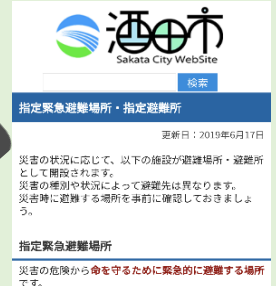 酒田市
Sakata City WebSite
検索
指定緊急避難場所・指定避難所
更新日：2019年6月17日
災害の状況に応じて、以下の施設が避難場所・避難所
として開設されます。
災害の種別や状況によって避難先は異なります。
災害時に避難する場所を事前に確認しておきましょ
う。
指定緊急避難場所
災害の危険から命を守るために緊急的に避難する場所
です。